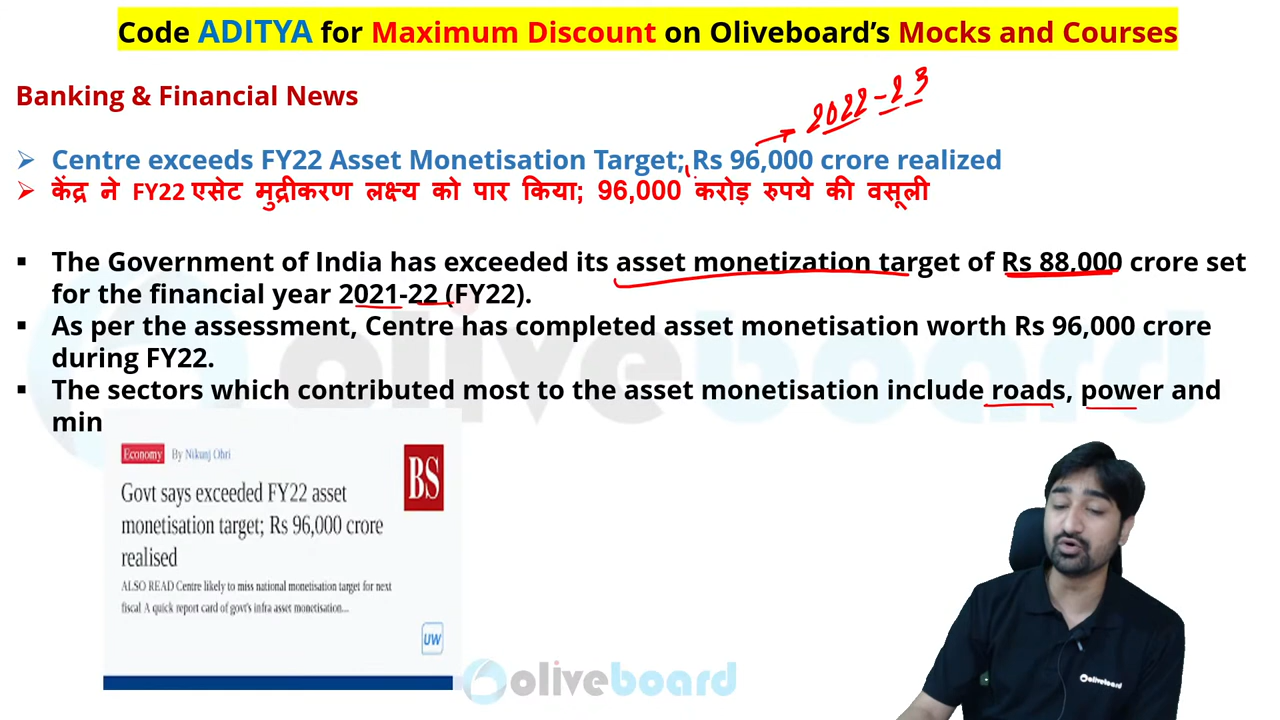 Code ADITYA for Maximum Discount on Oliveboard's Mocks and Courses
Banking & Financial News
2022-23
Centre exceeds FY22 Asset Monetisation Target; Rs 96,000 crore realized
केंद्र ने FY22 एसेट मुद्रीकरण लक्ष्य को पार किया; 96,000 करोड़ रुपये की वसूली
The Government of India has exceeded its asset monetization target of Rs 88,000 crore set
for the financial year 2021-22 (FY22).
As per the assessment, Centre has completed asset monetisation worth Rs 96,000 crore
during FY22.
The sectors which contributed most to the asset monetisation include roads, power and
min
oliveboard
Economy By Nikunj Ohri
BS
Govt says exceeded FY22 asset
monetisation target; Rs 96,000 crore
realised
ALSO READ Centre likely to miss national monetisation target for next
fiscal A quick report card of govt's infra asset monetisation...
UW
oliveboard
oliveboard